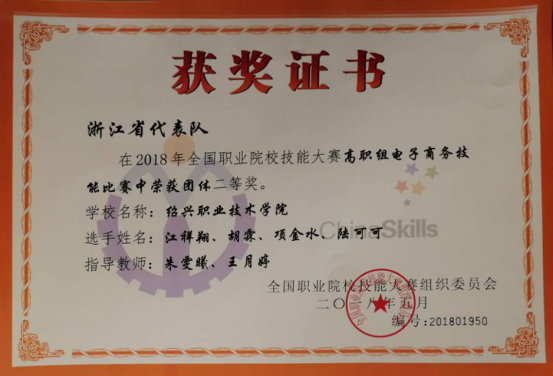 获奖证书
浙江省代表队
在2018年全国职业院校技能大赛高职组电子商务技
能比赛中荣获团体二等奖。
学校名称：绍兴职业技术学院
ChinaSkills
选手姓名：江祥翔、胡霖、项金水、陆可可
指导教师：朱雯曦、王月婷
全国职业院校技能大赛组织委员会
二〇一八年五月
编号:201801950